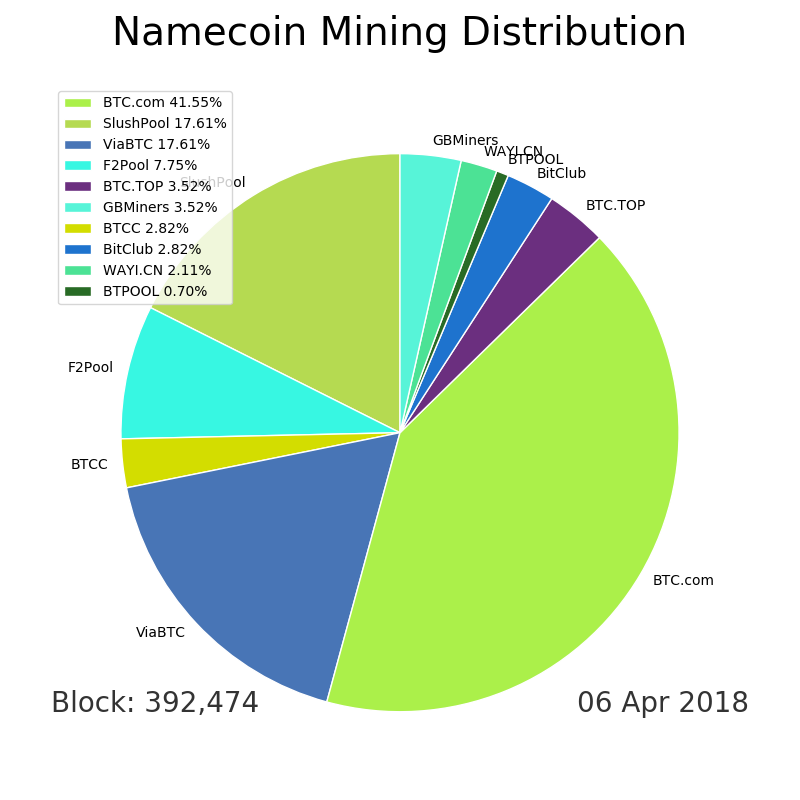 Namecoin Mining Distribution
BTC.com 41.55%
SlushPool 17.61%
ViaBTC 17.61%
F2Pool 7.75%
BTC.TOP 3.52%
GBMiners 3.52%
BTCC 2.82%
BitClub 2.82%
WAYI.CN 2.11%
BTPOOL 0.70%
GBMiners
WAYI.CN
BTPOOL
BitClub
BTC.TOP
SlushPool
F2Pool
BTCC
BTC.com
ViaBTC
Block: 392,474
06 Apr 2018